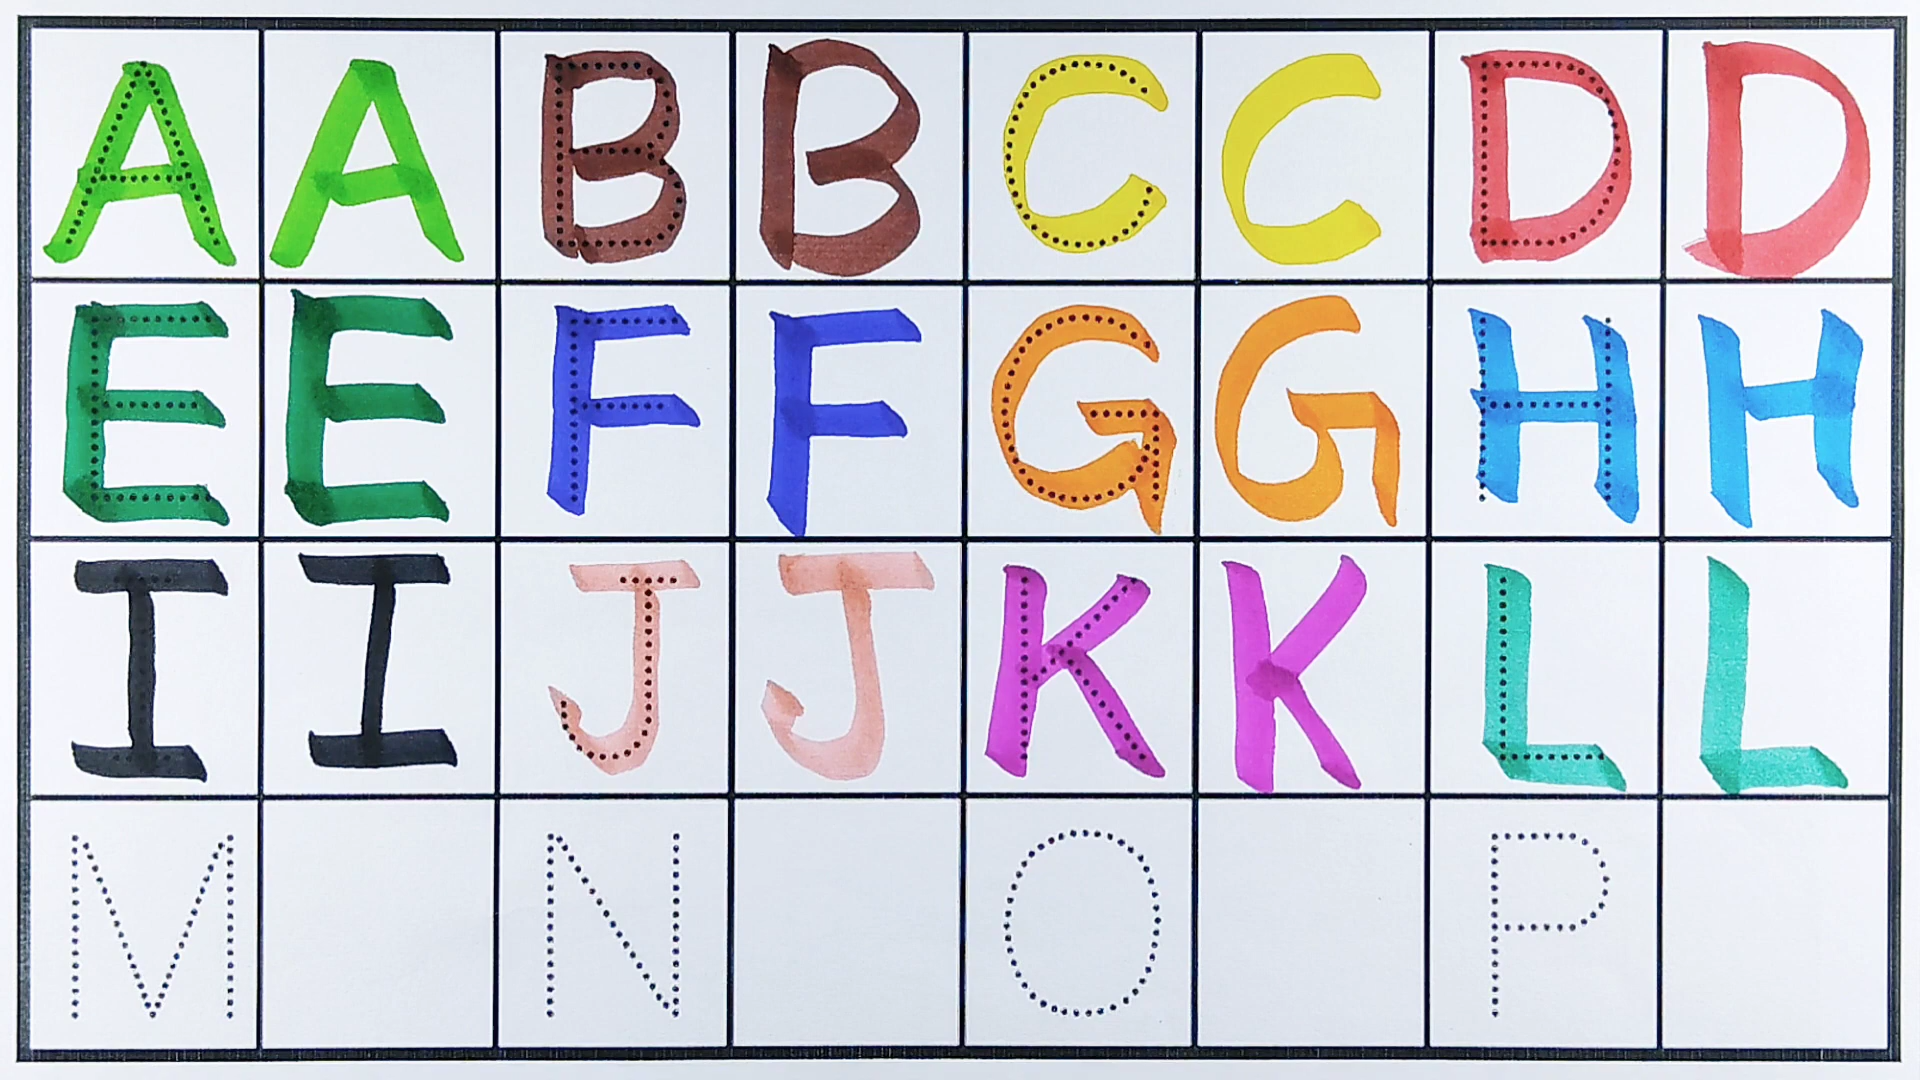 A A B B C C D D
E E F F G G H H
I I J J K K L L
M N O P